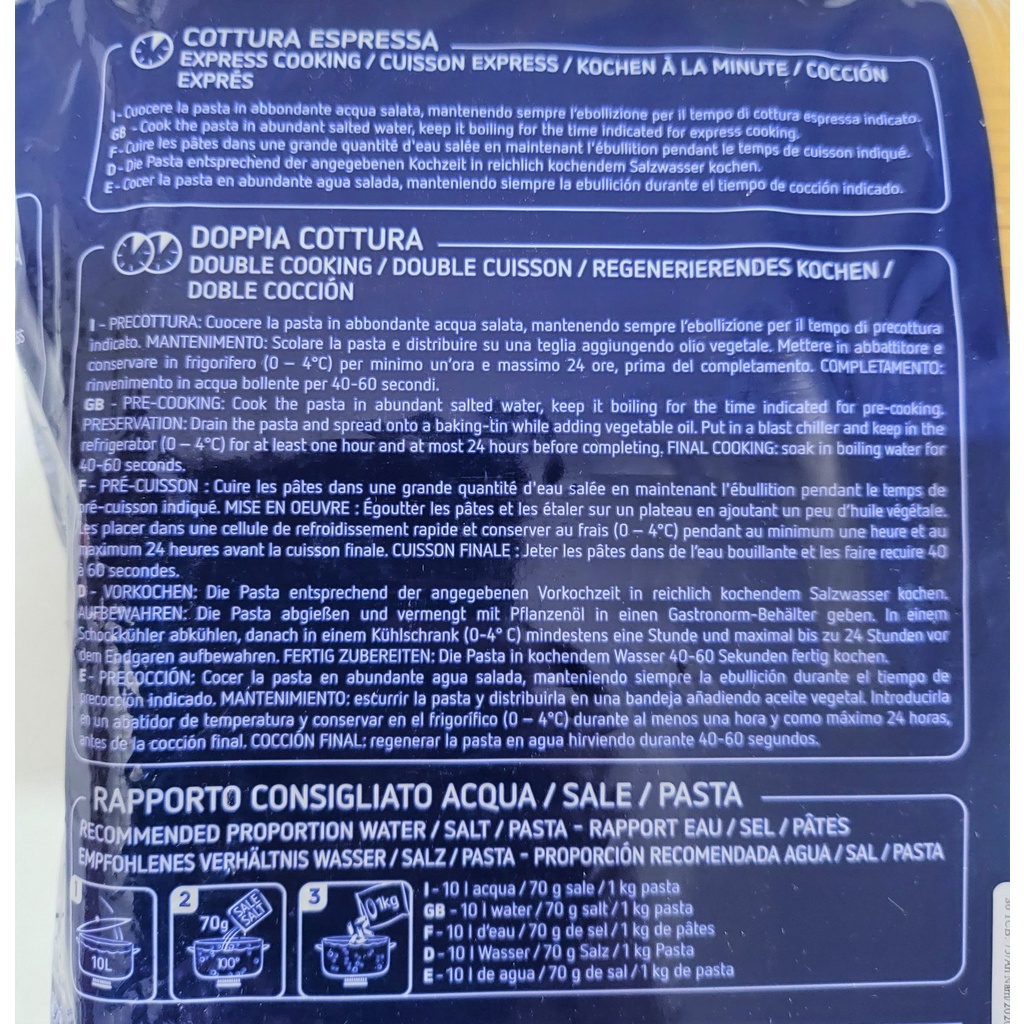 COTTURA ESPRESSA
EXPRESS COOKING / CUISSON EXPRESS / KOCHEN À LA MINUTE / COCCIÓN
EXPRÉS
I - Cuocere la pasta in abbondante acqua salata, mantenendo sempre l'ebollizione per il tempo di cottura espressa indicato.
GB - Cook the pasta in abundant salted water, keep it boiling for the time indicated for express cooking.
F - Cuire les pâtes dans une grande quantité d'eau salée en maintenant l'ébullition pendant le temps de cuisson indiqué.
D - Die Pasta entsprechend der angegebenen Kochzeit in reichlich kochendem Salzwasser kochen.
E - Cocer la pasta en abundante agua salada, manteniendo siempre la ebullición durante el tiempo de cocción indicado.
DOPPIA COTTURA
DOUBLE COOKING / DOUBLE CUISSON / REGENERIERENDES KOCHEN /
DOBLE COCCIÓN
I - PRECOTTURA: Cuocere la pasta in abbondante acqua salata, mantenendo sempre l'ebollizione per il tempo di precottura
indicato. MANTENIMENTO: Scolare la pasta e distribuire su una teglia aggiungendo olio vegetale. Mettere in abbattitore e
conservare in frigorifero (0 – 4°C) per minimo un'ora e massimo 24 ore, prima del completamento. COMPLETAMENTO:
rinvenimento in acqua bollente per 40-60 secondi.
GB - PRE-COOKING: Cook the pasta in abundant salted water, keep it boiling for the time indicated for pre-cooking.
PRESERVATION: Drain the pasta and spread onto a baking-tin while adding vegetable oil. Put in a blast chiller and keep in the
refrigerator (0 – 4°C) for at least one hour and at most 24 hours before completing. FINAL COOKING: soak in boiling water for
40-60 seconds.
F - PRÉ-CUISSON : Cuire les pâtes dans une grande quantité d'eau salée en maintenant l'ébullition pendant le temps de
pré-cuisson indiqué. MISE EN OEUVRE : Égoutter les pâtes et les étaler sur un plateau en ajoutant un peu d'huile végétale.
Les placer dans une cellule de refroidissement rapide et conserver au frais (0 – 4°C) pendant au minimum une heure et au
maximum 24 heures avant la cuisson finale. CUISSON FINALE : Jeter les pâtes dans de l'eau bouillante et les faire recuire 40
à 60 secondes.
D - VORKOCHEN: Die Pasta entsprechend der angegebenen Vorkochzeit in reichlich kochendem Salzwasser kochen.
AUFBEWAHREN: Die Pasta abgießen und vermengt mit Pflanzenöl in einen Gastronorm-Behälter geben. In einem
Schockkühler abkühlen, danach in einem Kühlschrank (0-4° C) mindestens eine Stunde und maximal bis zu 24 Stunden vor
dem Endgaren aufbewahren. FERTIG ZUBEREITEN: Die Pasta in kochendem Wasser 40-60 Sekunden fertig kochen.
E - PRECOCCIÓN: Cocer la pasta en abundante agua salada, manteniendo siempre la ebullición durante el tiempo de
precocción indicado. MANTENIMIENTO: escurrir la pasta y distribuirla en una bandeja añadiendo aceite vegetal. Introducirla
en un abatidor de temperatura y conservar en el frigorífico (0 – 4°C) durante al menos una hora y como máximo 24 horas,
antes de la cocción final. COCCIÓN FINAL: regenerar la pasta en agua hirviendo durante 40-60 segundos.
RAPPORTO CONSIGLIATO ACQUA / SALE / PASTA
RECOMMENDED PROPORTION WATER / SALT / PASTA - RAPPORT EAU / SEL / PÂTES
EMPFOHLENES VERHÄLTNIS WASSER / SALZ / PASTA - PROPORCIÓN RECOMENDADA AGUA / SAL / PASTA
1
10L
2
70g
SALE
SALT
100°
3
01kg
I - 10 l acqua / 70 g sale / 1 kg pasta
GB - 10 l water / 70 g salt / 1 kg pasta
F - 10 l d'eau / 70 g de sel / 1 kg de pâtes
D - 10 l Wasser / 70 g Salz / 1 kg Pasta
E - 10 l de agua / 70 g de sal / 1 kg de pasta